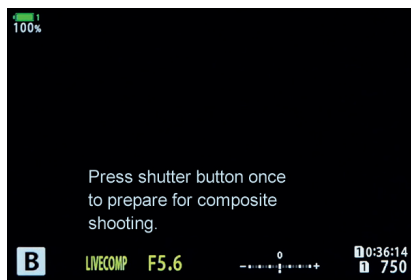 1
100%
Press shutter button once
to prepare for composite
shooting.
B LIVECOMP F5.6 - 0 + 1 0:36:14
1 750